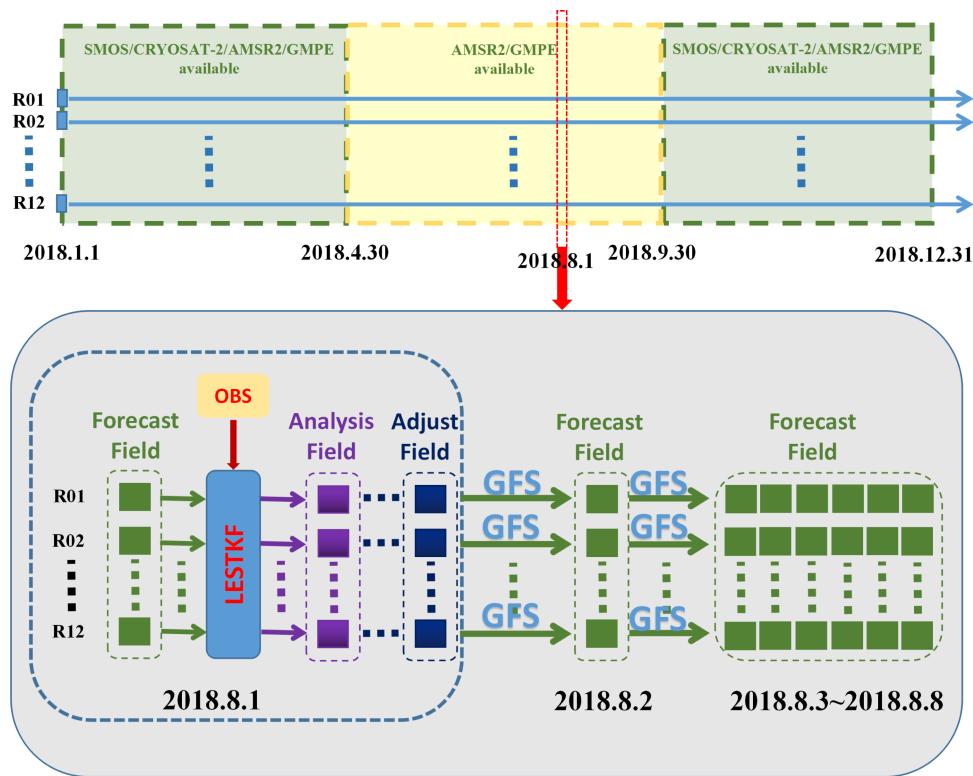 SMOS/CRYOSAT-2/AMSR2/GMPE
available
AMSR2/GMPE
available
SMOS/CRYOSAT-2/AMSR2/GMPE
available
R01
R02
R12
2018.1.1
2018.4.30
2018.8.1
2018.9.30
2018.12.31
OBS
Forecast
Field
Analysis
Field
Adjust
Field
Forecast
Field
Forecast
Field
R01
GFS
GFS
R02
GFS
GFS
LESTKF
R12
GFS
GFS
2018.8.1
2018.8.2
2018.8.3~2018.8.8